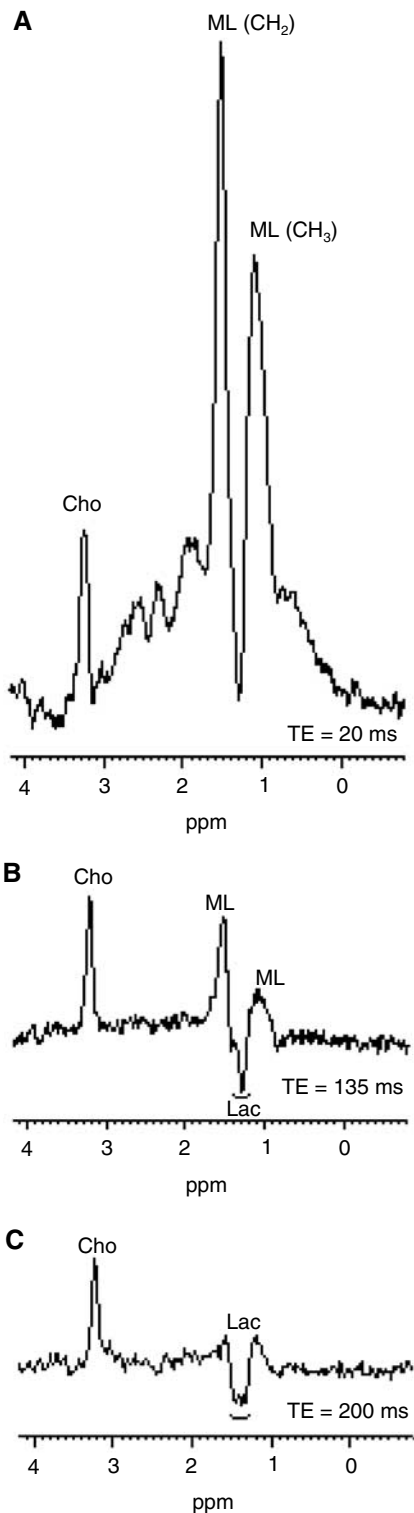 A
ML (CH₂)
ML (CH₃)
Cho
TE = 20 ms
4 3 2 1 0
ppm
B
Cho
ML
ML
TE = 135 ms
Lac
4 3 2 1 0
ppm
C
Cho
Lac
TE = 200 ms
4 3 2 1 0
ppm